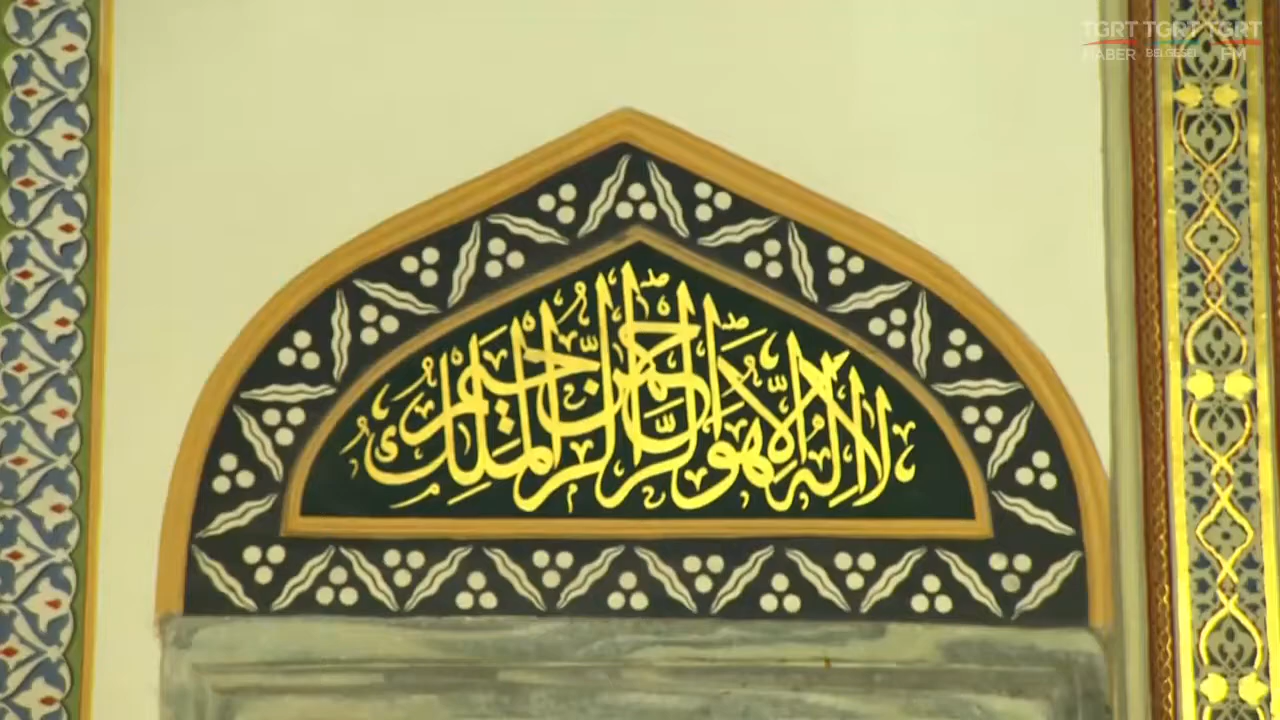 TGRT TGRT TGRT
HABER BELGESEL FM
لا اله الا هو الرحمن الرحيم الملك